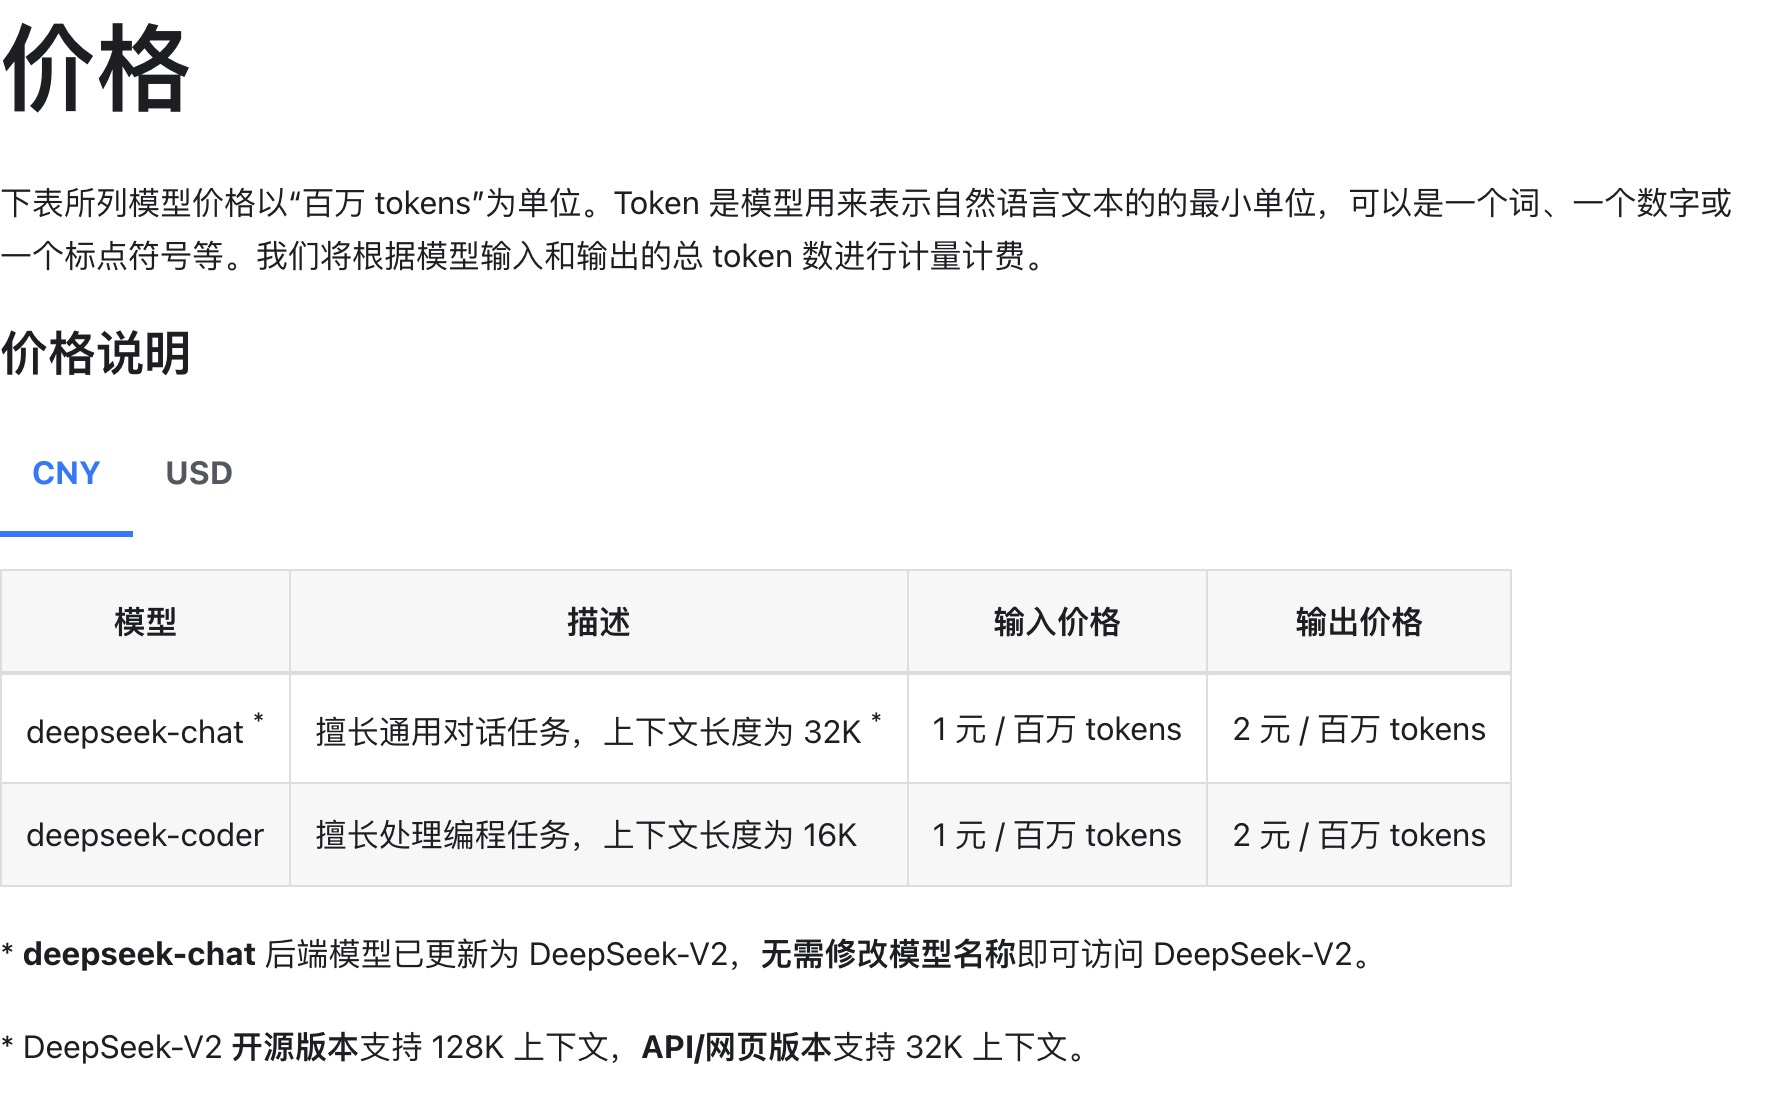 价格
下表所列模型价格以“百万 tokens”为单位。Token 是模型用来表示自然语言文本的的最小单位，可以是一个词、一个数字或
一个标点符号等。我们将根据模型输入和输出的总 token 数进行计量计费。
价格说明
CNY USD
模型 描述 输入价格 输出价格
deepseek-chat * 擅长通用对话任务，上下文长度为 32K * 1 元 / 百万 tokens 2 元 / 百万 tokens
deepseek-coder 擅长处理编程任务，上下文长度为 16K 1 元 / 百万 tokens 2 元 / 百万 tokens
* deepseek-chat 后端模型已更新为 DeepSeek-V2，无需修改模型名称即可访问 DeepSeek-V2。
* DeepSeek-V2 开源版本支持 128K 上下文，API/网页版本支持 32K 上下文。